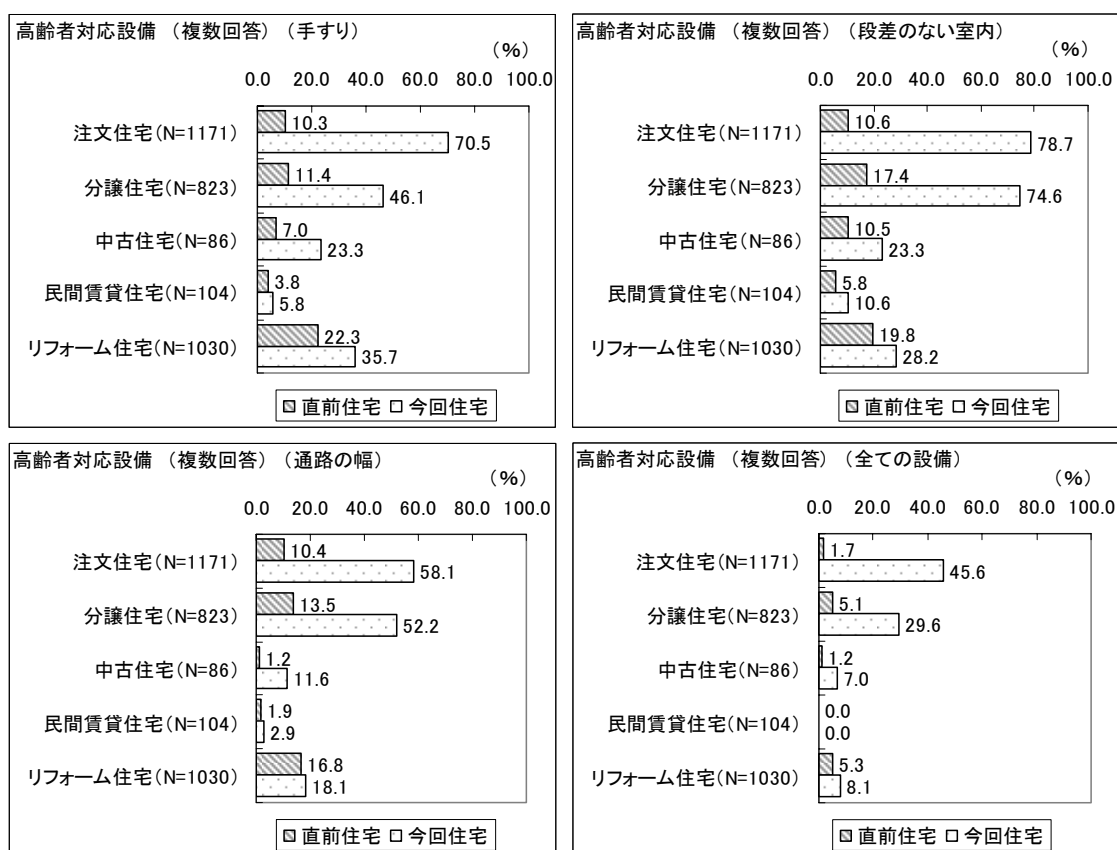 高齢者対応設備 (複数回答) (手すり)
(%)
0.0 20.0 40.0 60.0 80.0 100.0
注文住宅(N=1171) 10.3 70.5
分譲住宅(N=823) 11.4 46.1
中古住宅(N=86) 7.0 23.3
民間賃貸住宅(N=104) 3.8 5.8
リフォーム住宅(N=1030) 22.3 35.7
直前住宅 今回住宅
高齢者対応設備 (複数回答) (段差のない室内)
(%)
0.0 20.0 40.0 60.0 80.0 100.0
注文住宅(N=1171) 10.6 78.7
分譲住宅(N=823) 17.4 74.6
中古住宅(N=86) 10.5 23.3
民間賃貸住宅(N=104) 5.8 10.6
リフォーム住宅(N=1030) 19.8 28.2
直前住宅 今回住宅
高齢者対応設備 (複数回答) (通路の幅)
(%)
0.0 20.0 40.0 60.0 80.0 100.0
注文住宅(N=1171) 10.4 58.1
分譲住宅(N=823) 13.5 52.2
中古住宅(N=86) 1.2 11.6
民間賃貸住宅(N=104) 1.9 2.9
リフォーム住宅(N=1030) 16.8 18.1
直前住宅 今回住宅
高齢者対応設備 (複数回答) (全ての設備)
(%)
0.0 20.0 40.0 60.0 80.0 100.0
注文住宅(N=1171) 1.7 45.6
分譲住宅(N=823) 5.1 29.6
中古住宅(N=86) 1.2 7.0
民間賃貸住宅(N=104) 0.0 0.0
リフォーム住宅(N=1030) 5.3 8.1
直前住宅 今回住宅